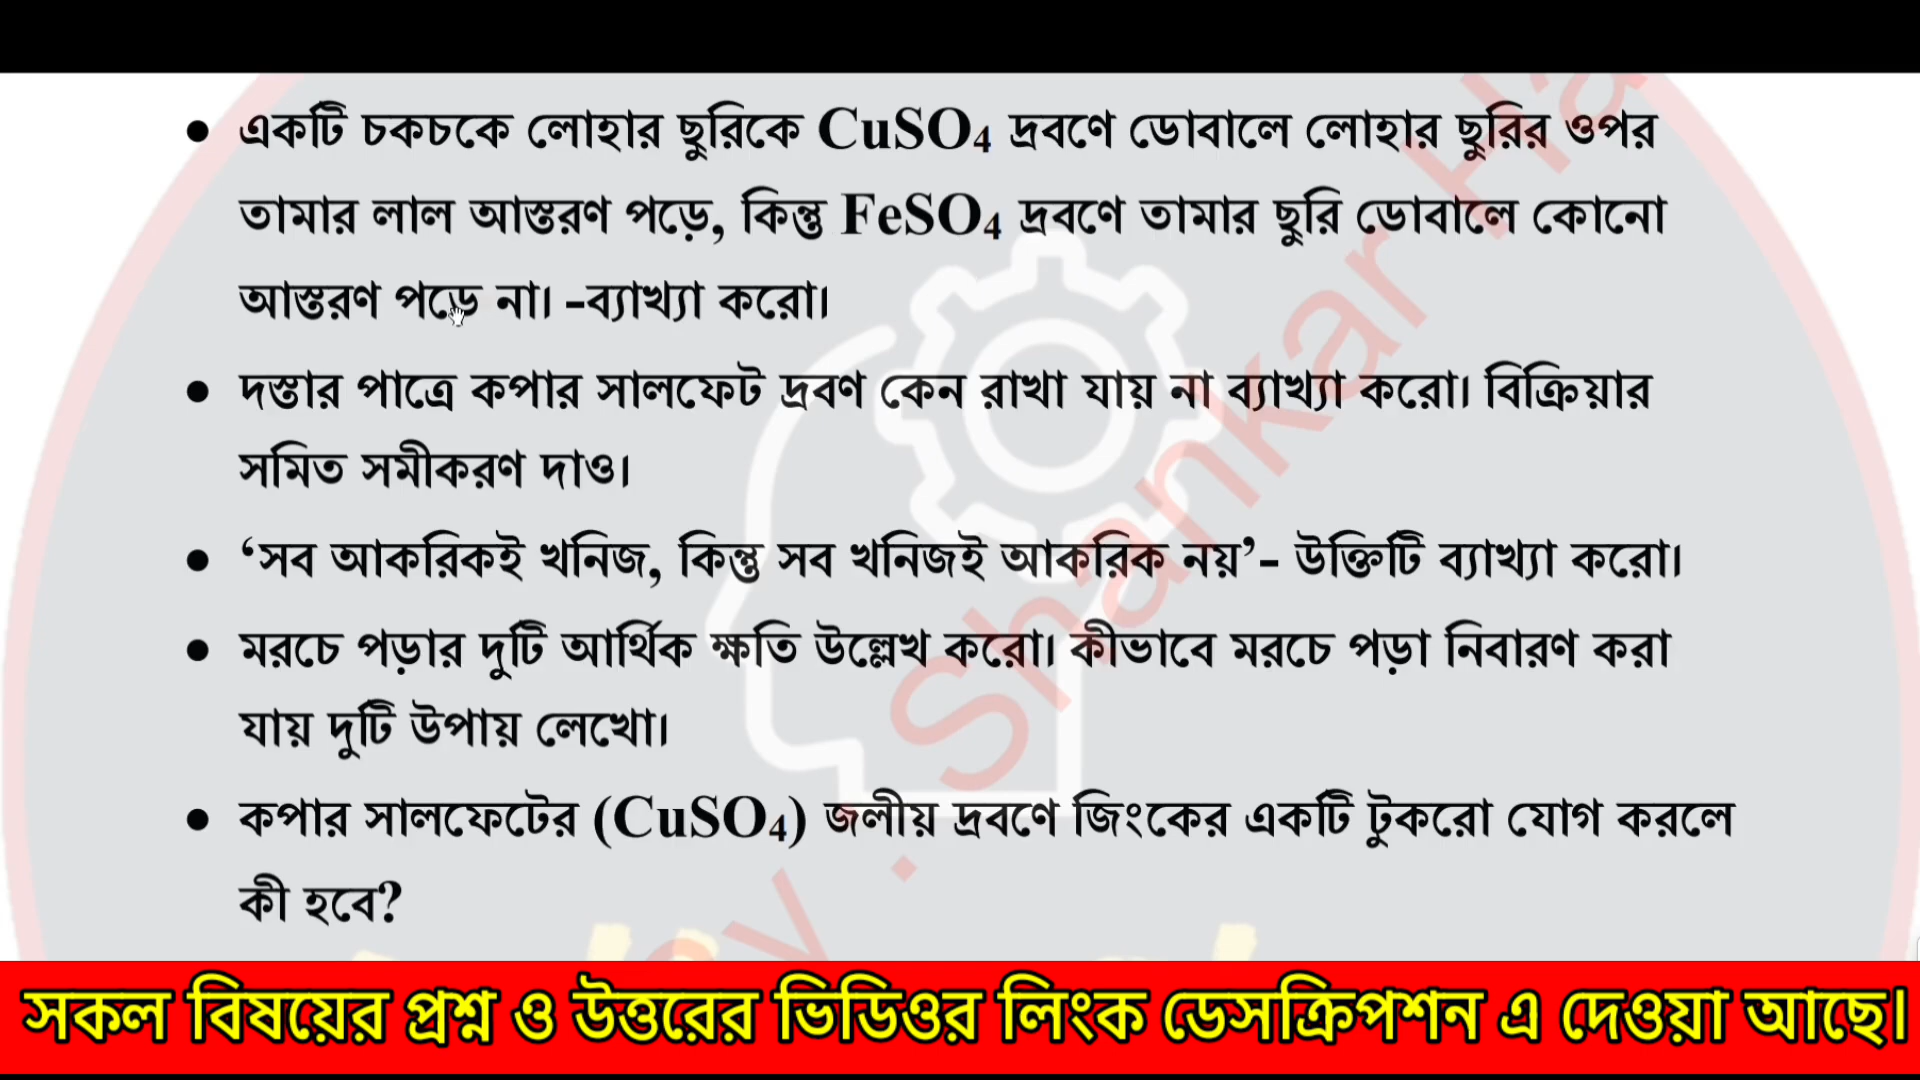 ● একটি চকচকে লোহার ছুরিকে CuSO₄ দ্রবণে ডোবালে লোহার ছুরির ওপর
তামার লাল আস্তরণ পড়ে, কিন্তু FeSO₄ দ্রবণে তামার ছুরি ডোবালে কোনো
আস্তরণ পড়ে না। -ব্যাখ্যা করো।
● দস্তার পাত্রে কপার সালফেট দ্রবণ কেন রাখা যায় না ব্যাখ্যা করো। বিক্রিয়ার
সমিত সমীকরণ দাও।
● ‘সব আকরিকই খনিজ, কিন্তু সব খনিজই আকরিক নয়’- উক্তিটি ব্যাখ্যা করো।
● মরচে পড়ার দুটি আর্থিক ক্ষতি উল্লেখ করো। কীভাবে মরচে পড়া নিবারণ করা
যায় দুটি উপায় লেখো।
● কপার সালফেটের (CuSO₄) জলীয় দ্রবণে জিংকের একটি টুকরো যোগ করলে
কী হবে?
Shankar
সকল বিষয়ের প্রশ্ন ও উত্তরের ভিডিওর লিংক ডেসক্রিপশন এ দেওয়া আছে।